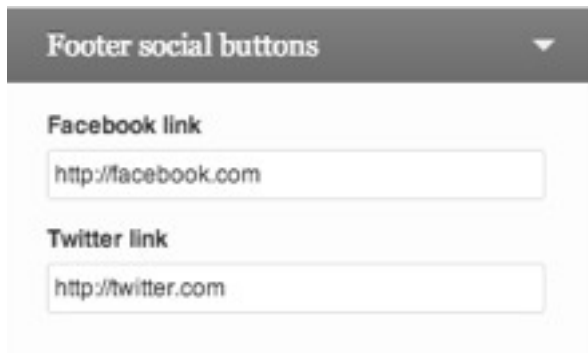 Footer social buttons
Facebook link
http://facebook.com
Twitter link
http://twitter.com